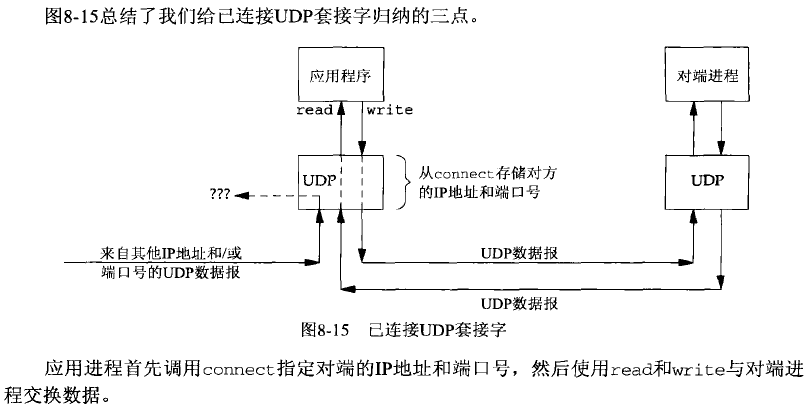 图8-15总结了我们给已连接UDP套接字归纳的三点。
应用程序
对端进程
read
write
UDP
从connect存储对方
的IP地址和端口号
UDP
???
来自其他IP地址和/或
端口号的UDP数据报
UDP数据报
UDP数据报
图8-15 已连接UDP套接字
应用进程首先调用connect指定对端的IP地址和端口号，然后使用read和write与对端进
程交换数据。